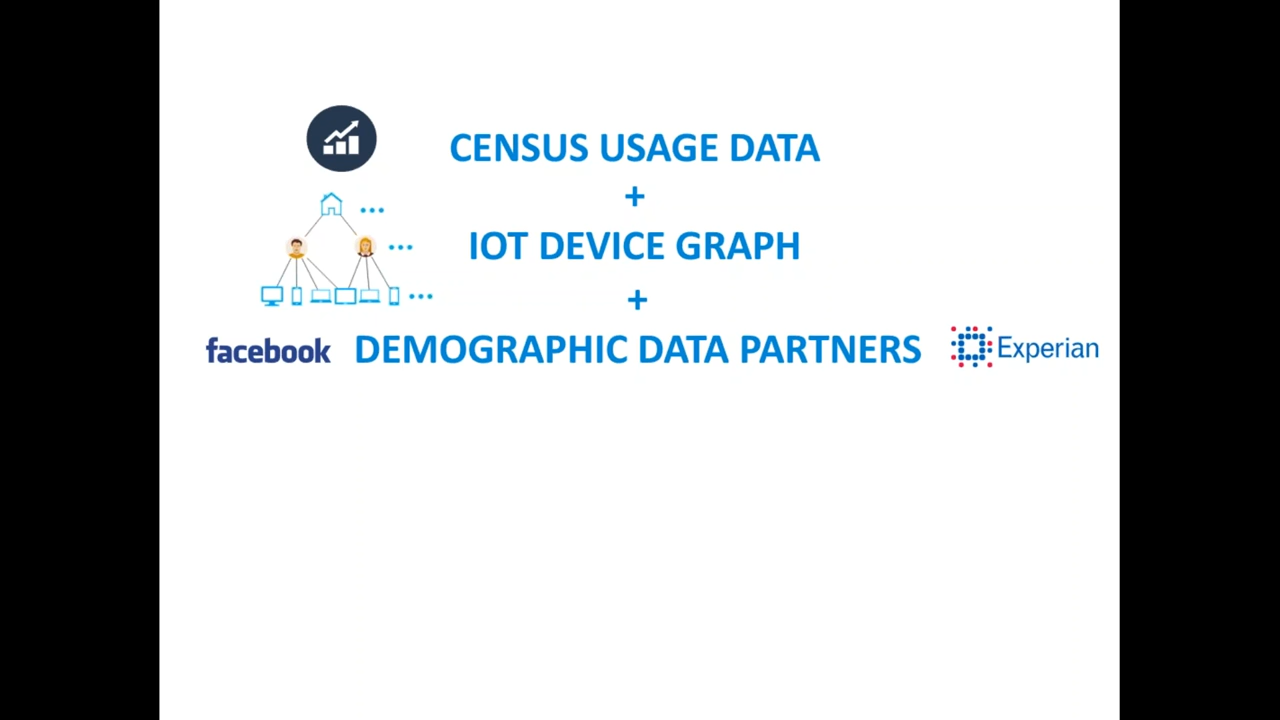 CENSUS USAGE DATA
+
IOT DEVICE GRAPH
+
facebook DEMOGRAPHIC DATA PARTNERS Experian